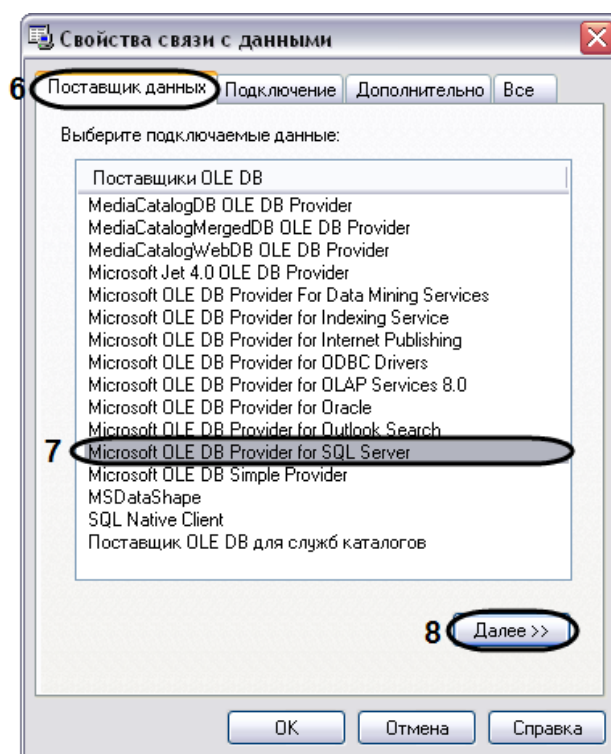 Свойства связи с данными
6 Поставщик данных Подключение Дополнительно Все
Выберите подключаемые данные:
Поставщики OLE DB
MediaCatalogDB OLE DB Provider
MediaCatalogMergedDB OLE DB Provider
MediaCatalogWebDB OLE DB Provider
Microsoft Jet 4.0 OLE DB Provider
Microsoft OLE DB Provider For Data Mining Services
Microsoft OLE DB Provider for Indexing Service
Microsoft OLE DB Provider for Internet Publishing
Microsoft OLE DB Provider for ODBC Drivers
Microsoft OLE DB Provider for OLAP Services 8.0
Microsoft OLE DB Provider for Oracle
Microsoft OLE DB Provider for Outlook Search
7 Microsoft OLE DB Provider for SQL Server
Microsoft OLE DB Simple Provider
MSDataShape
SQL Native Client
Поставщик OLE DB для служб каталогов
8 Далее >>
OK Отмена Справка